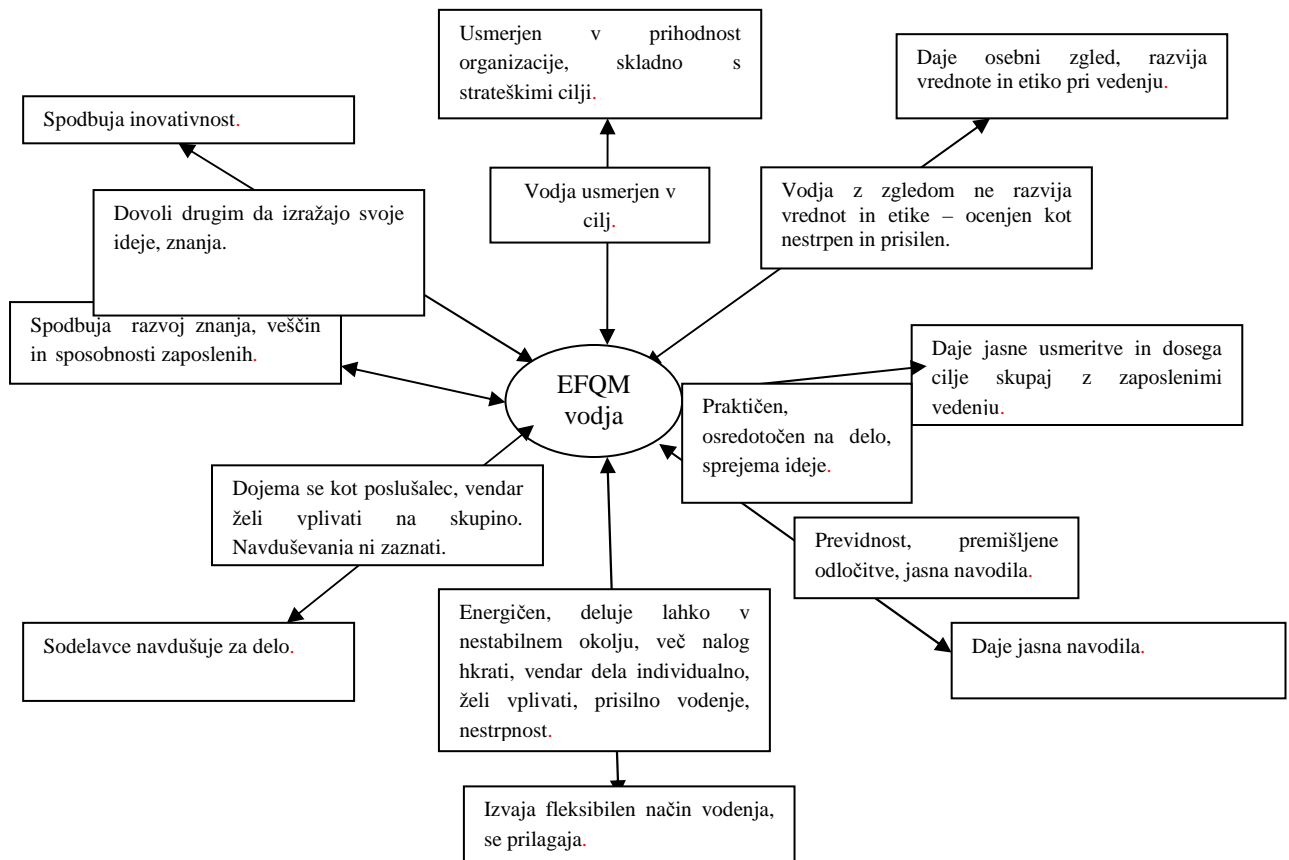 Usmerjen v prihodnost
organizacije, skladno s
strateškimi cilji.
Daje osebni zgled, razvija
vrednote in etiko pri vedenju.
Spodbuja inovativnost.
Vodja usmerjen v
cilj.
Vodja z zgledom ne razvija
vrednot in etike – ocenjen kot
nestrpen in prisilen.
Dovoli drugim da izražajo svoje
ideje, znanja.
Spodbuja razvoj znanja, veščin
in sposobnosti zaposlenih.
EFQM
vodja
Daje jasne usmeritve in dosega
cilje skupaj z zaposlenimi
vedenju.
Praktičen,
osredotočen na delo,
sprejema ideje.
Dojema se kot poslušalec, vendar
želi vplivati na skupino.
Navduševanja ni zaznati.
Previdnost, premišljene
odločitve, jasna navodila.
Sodelavce navdušuje za delo.
Energičen, deluje lahko v
nestabilnem okolju, več nalog
hkrati, vendar dela individualno,
želi vplivati, prisilno vodenje,
nestrpnost.
Daje jasna navodila.
Izvaja fleksibilen način vodenja,
se prilagaja.